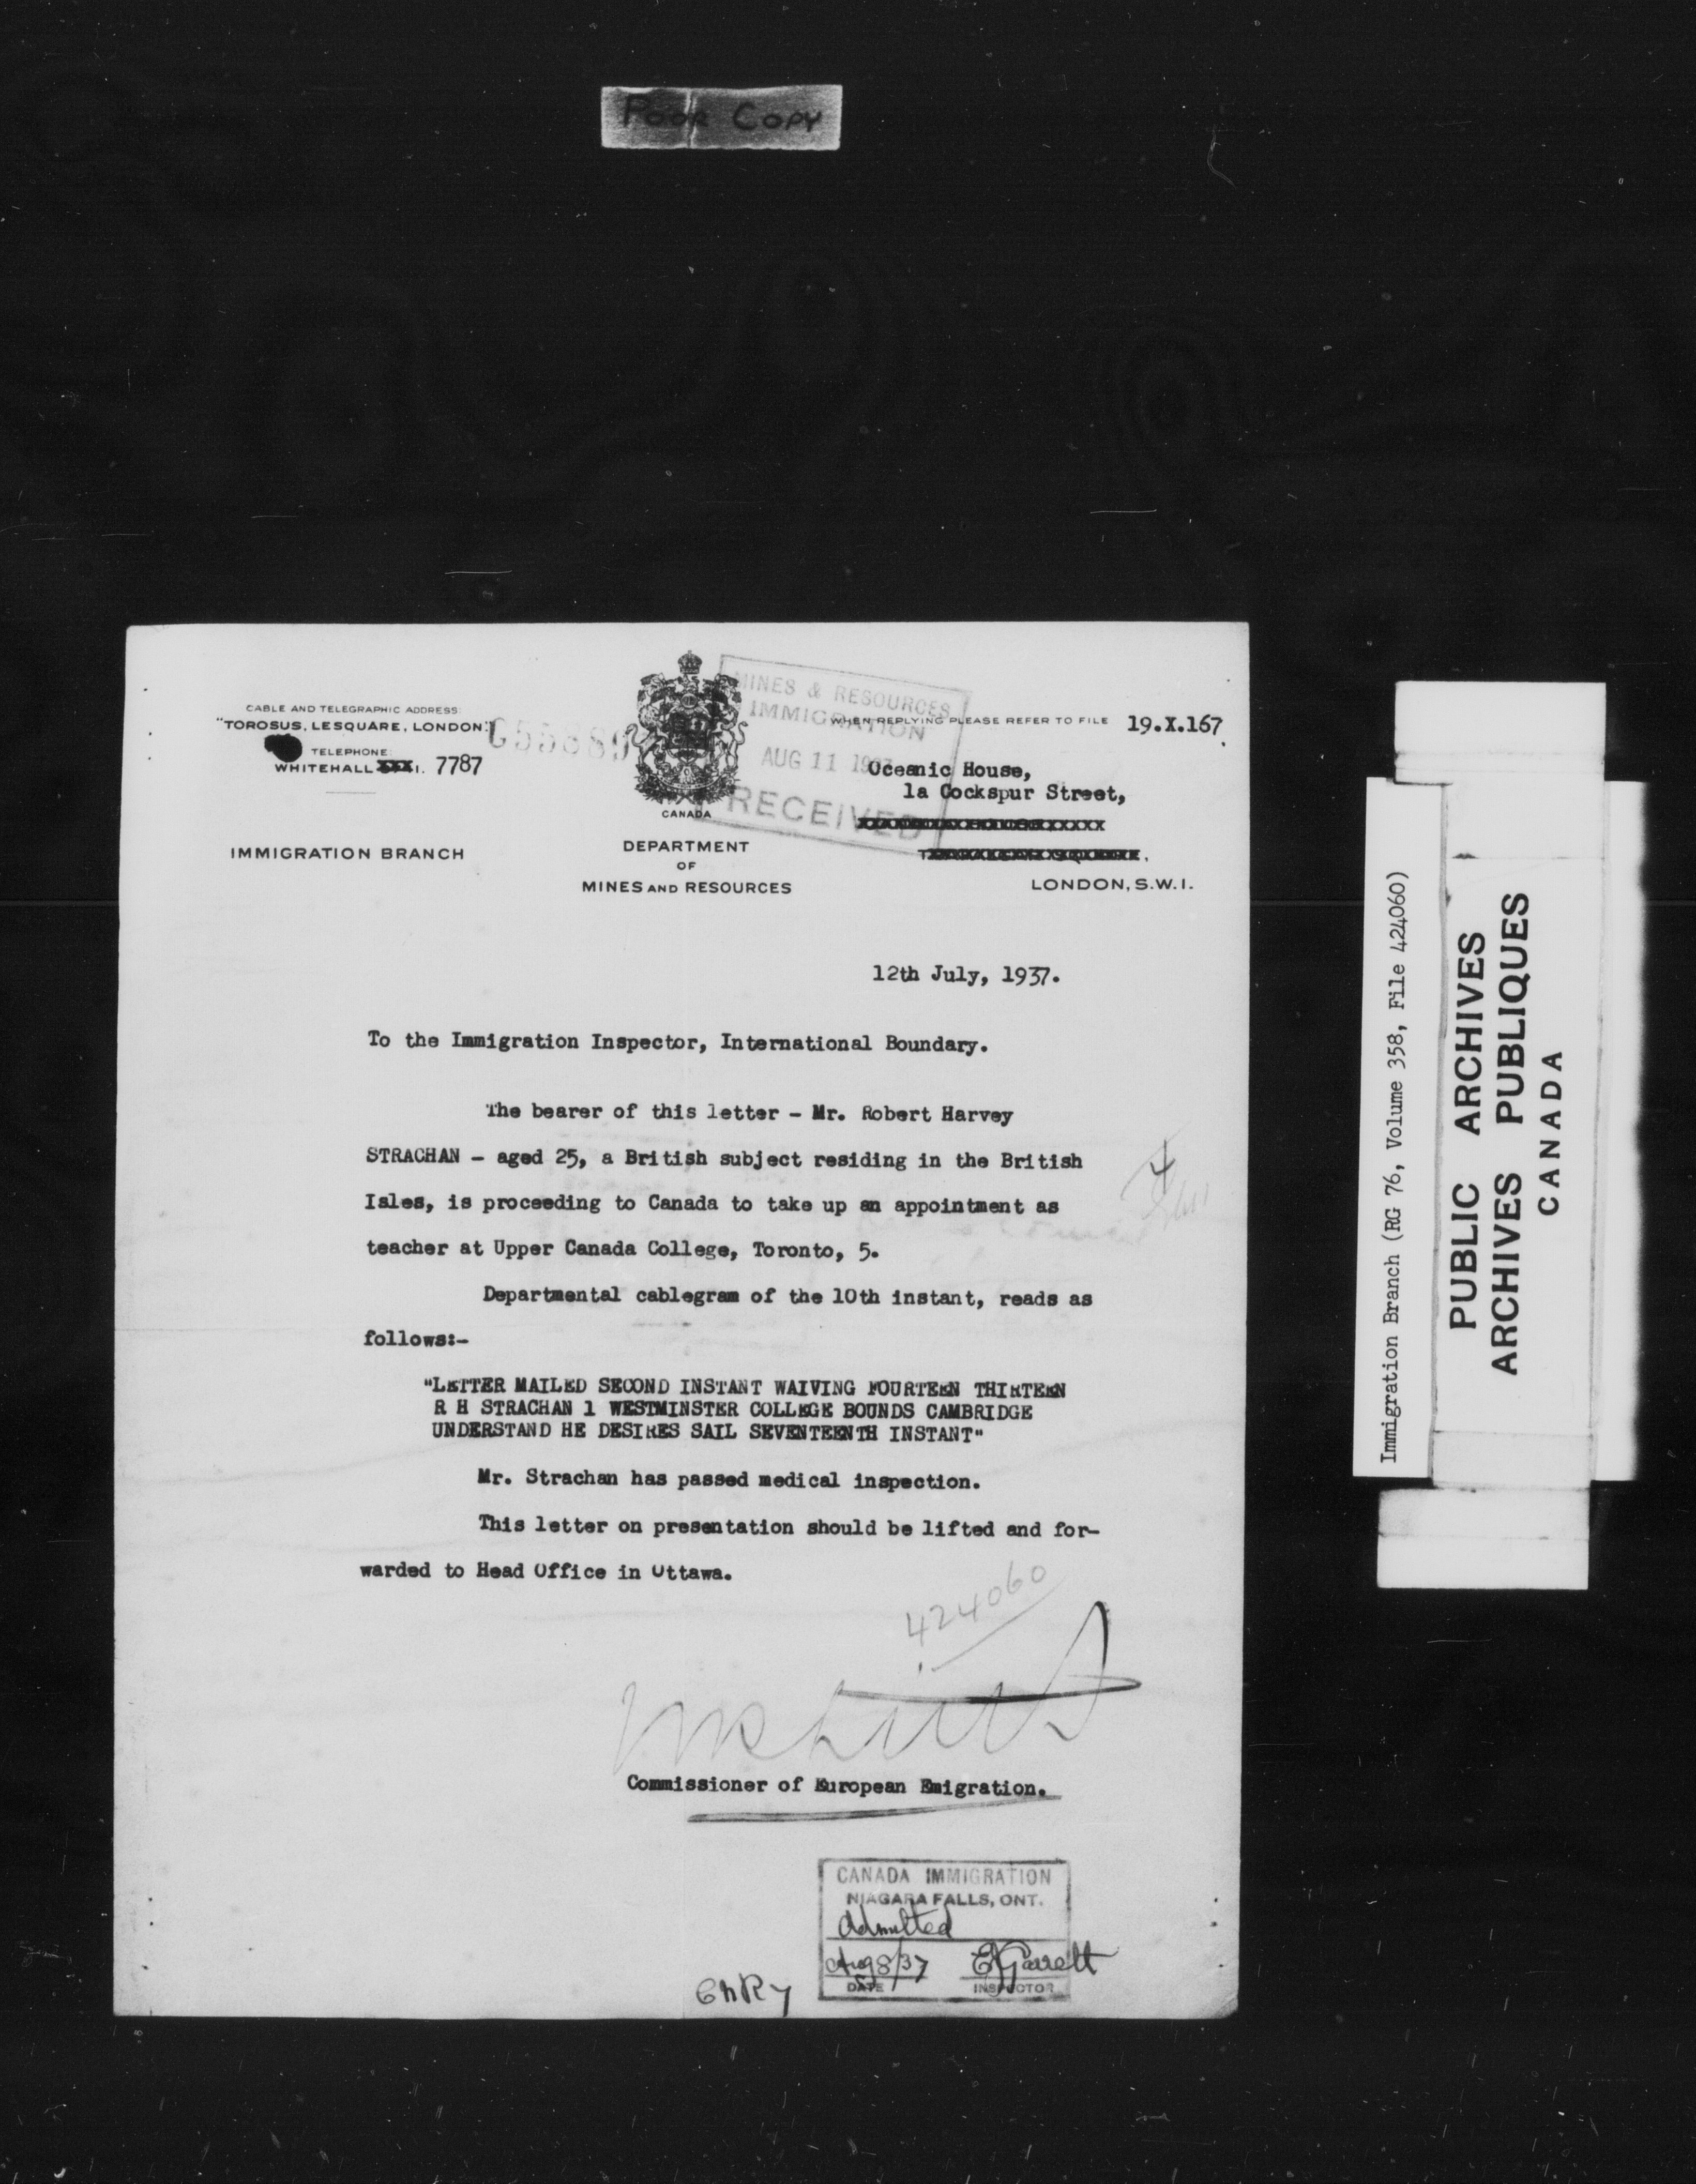 POOR COPY
CABLE AND TELEGRAPHIC ADDRESS:
"TOROSUS, LESQUARE, LONDON."
TELEPHONE:
WHITEHALL 7787
G55689
CANADA
MINES & RESOURCES
IMMIGRATION
AUG 11 1937
RECEIVED
WHEN REPLYING PLEASE REFER TO FILE 19.X.167
Oceanic House,
1a Cockspur Street,
LONDON, S.W.1.
IMMIGRATION BRANCH
DEPARTMENT
OF
MINES AND RESOURCES
12th July, 1937.
To the Immigration Inspector, International Boundary.
The bearer of this letter - Mr. Robert Harvey
STRACHAN - aged 25, a British subject residing in the British
Isles, is proceeding to Canada to take up an appointment as
teacher at Upper Canada College, Toronto, 5.
Departmental cablegram of the 10th instant, reads as
follows:-
"LETTER MAILED SECOND INSTANT WAIVING FOURTEEN THIRTEEN
R H STRACHAN 1 WESTMINSTER COLLEGE BOUNDS CAMBRIDGE
UNDERSTAND HE DESIRES SAIL SEVENTEENTH INSTANT"
Mr. Strachan has passed medical inspection.
This letter on presentation should be lifted and for-
warded to Head Office in Ottawa.
424060
Commissioner of European Emigration.
CANADA IMMIGRATION
NIAGARA FALLS, ONT.
Admitted
Aug 8/37 E Garrett
DATE INSPECTOR
Immigration Branch (RG 76, Volume 358, File 424060)
PUBLIC ARCHIVES
ARCHIVES PUBLIQUES
CANADA